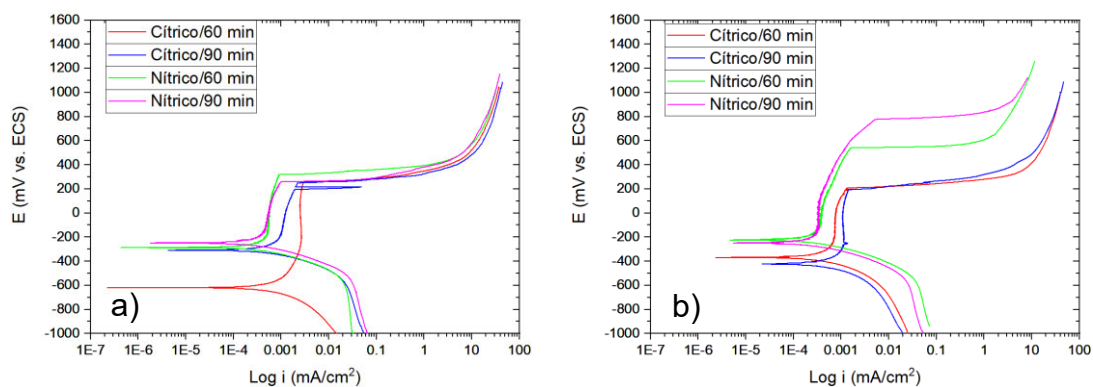 1600
1400
1200
1000
800
600
400
200
0
-200
-400
-600
-800
-1000
E (mV vs. ECS)
Cítrico/60 min
Cítrico/90 min
Nítrico/60 min
Nítrico/90 min
a)
1E-7 1E-6 1E-5 1E-4 0.001 0.01 0.1 1 10 100
Log i (mA/cm²)
1600
1400
1200
1000
800
600
400
200
0
-200
-400
-600
-800
-1000
E (mV vs. ECS)
Cítrico/60 min
Cítrico/90 min
Nítrico/60 min
Nítrico/90 min
b)
1E-7 1E-6 1E-5 1E-4 0.001 0.01 0.1 1 10 100
Log i (mA/cm²)